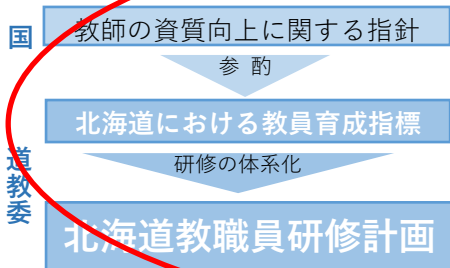 国
教師の資質向上に関する指針
参 酌
北海道における教員育成指標
道教委
研修の体系化
北海道教職員研修計画